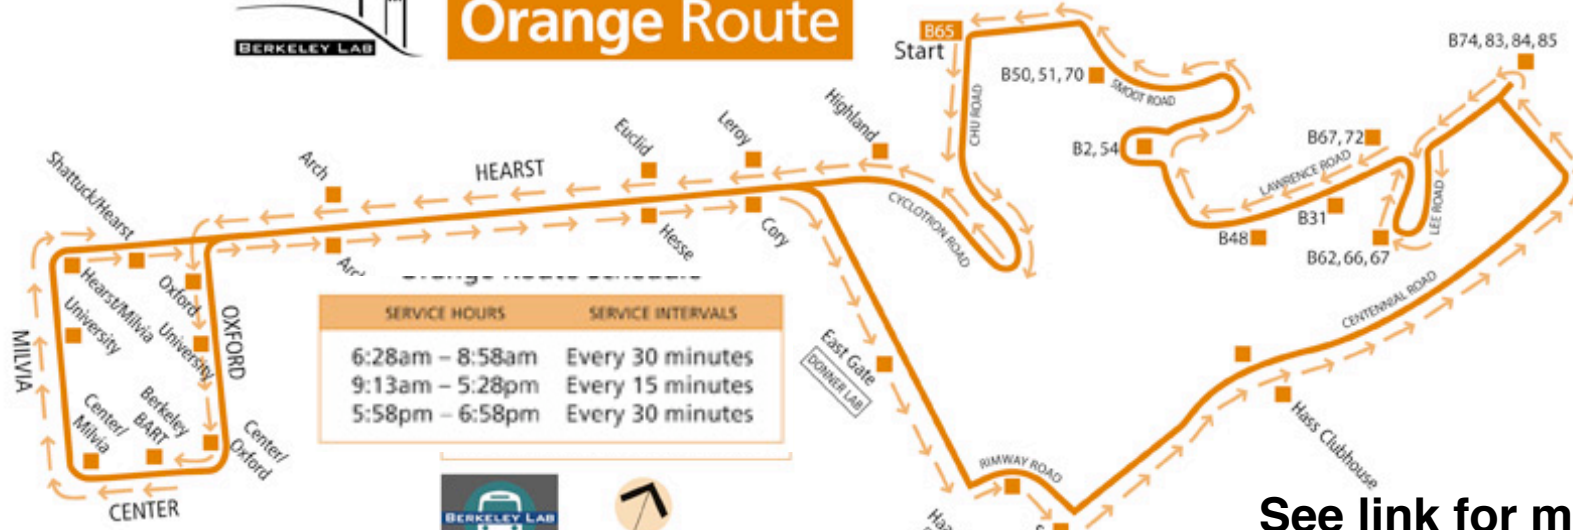 BERKELEY LAB
Orange Route
B65
Start
B50, 51, 70
SMOOT ROAD
CHU ROAD
B2, 54
B74, 83, 84, 85
B67, 72
LAWRENCE ROAD
B31
B48
LEE ROAD
B62, 66, 67
CENTENNIAL ROAD
Highland
Leroy
Euclid
HEARST
Arch
Shattuck/Hearst
CYCLOTRON ROAD
Cory
Hesse
Oxford
Hearst/Milvia
University
University
OXFORD
MILVIA
Center/
Milvia
Berkeley
BART
Center/
Oxford
CENTER
SERVICE HOURS SERVICE INTERVALS
6:28am – 8:58am Every 30 minutes
9:13am – 5:28pm Every 15 minutes
5:58pm – 6:58pm Every 30 minutes
East Gate
DONNER LAB
RIMWAY ROAD
Hass Clubhouse
BERKELEY LAB
See link for m